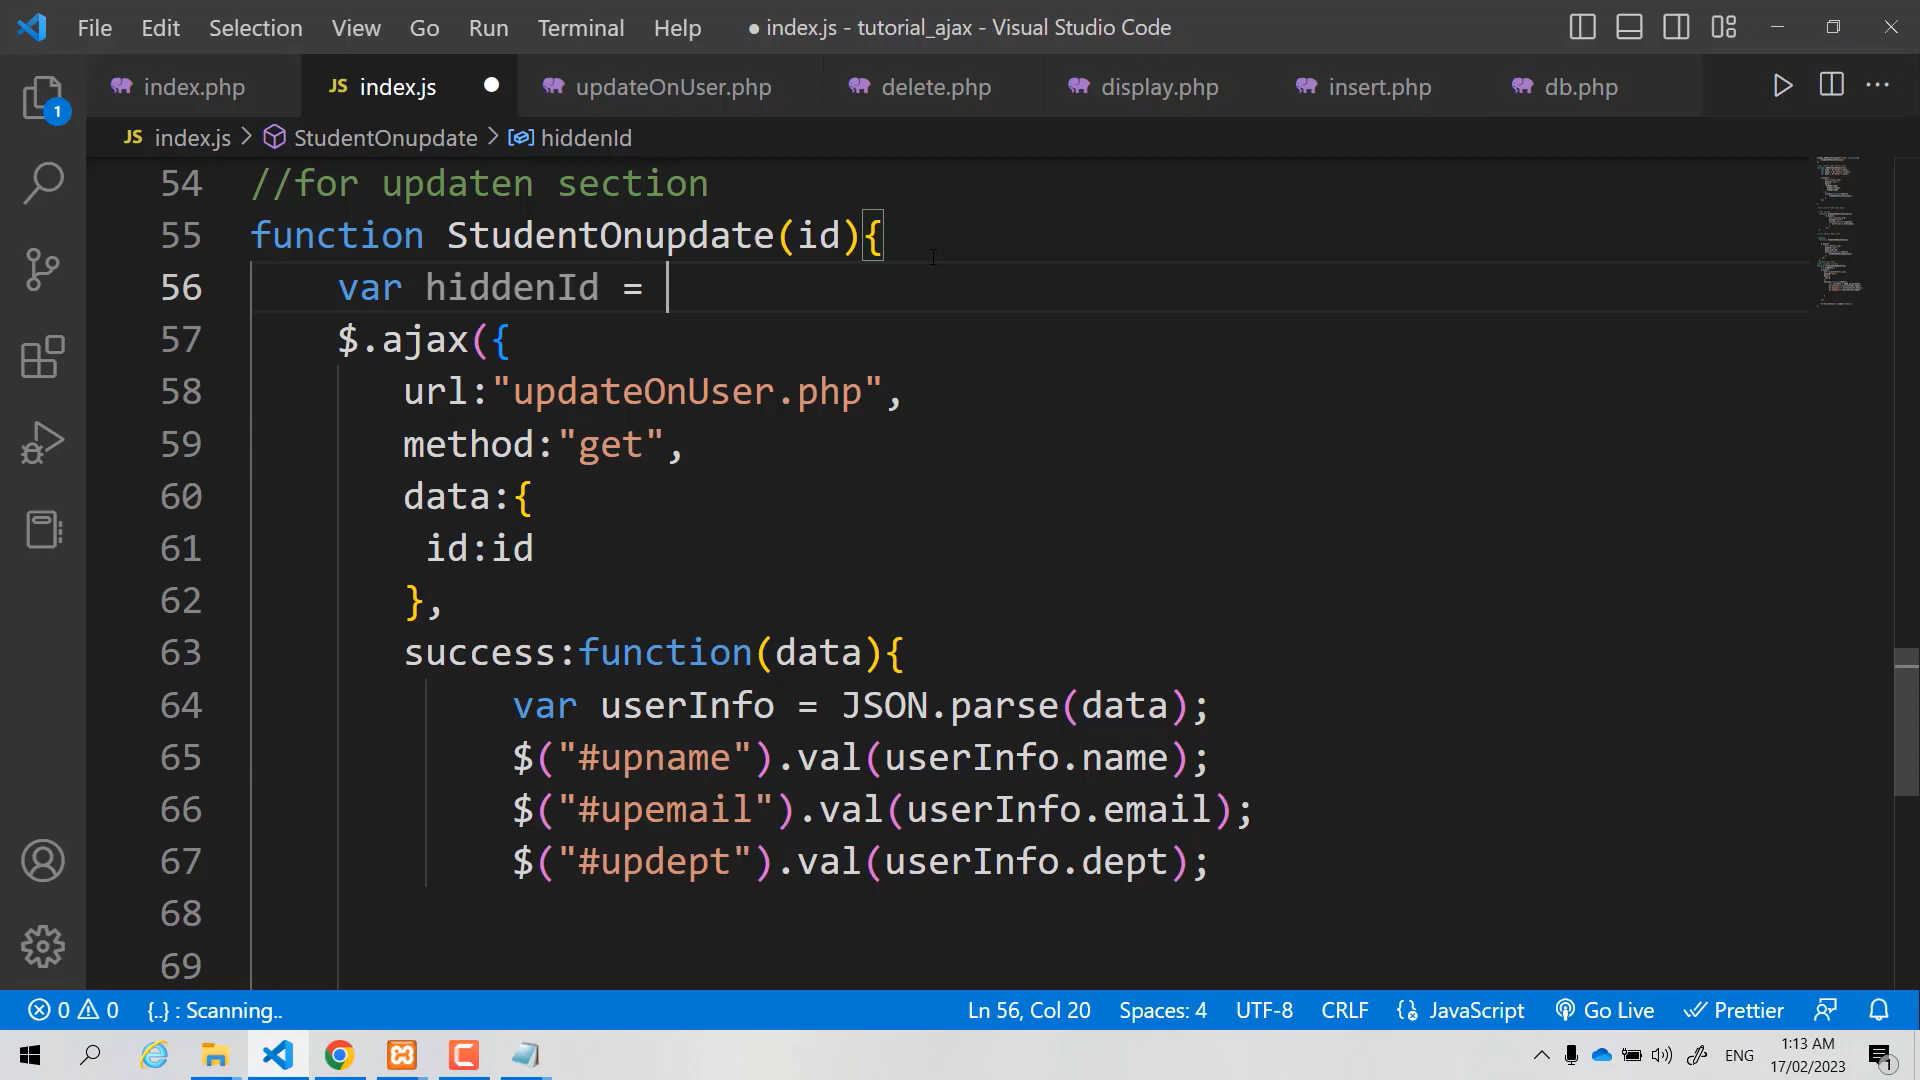 File Edit Selection View Go Run Terminal Help ● index.js - tutorial_ajax - Visual Studio Code
index.php JS index.js updateOnUser.php delete.php display.php insert.php db.php
JS index.js > StudentOnupdate > hiddenId
1
54 //for updaten section
55 function StudentOnupdate(id){
56 var hiddenId =
57 $.ajax({
58 url:"updateOnUser.php",
59 method:"get",
60 data:{
61 id:id
62 },
63 success:function(data){
64 var userInfo = JSON.parse(data);
65 $("#upname").val(userInfo.name);
66 $("#upemail").val(userInfo.email);
67 $("#updept").val(userInfo.dept);
68
69
0 0 {..} : Scanning.. Ln 56, Col 20 Spaces: 4 UTF-8 CRLF JavaScript Go Live Prettier
ENG 1:13 AM
17/02/2023 1